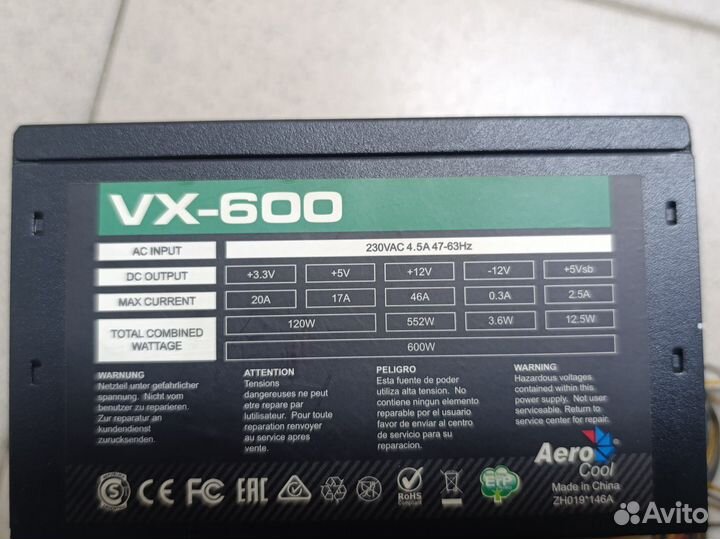 VX-600
AC INPUT 230VAC 4.5A 47-63Hz
DC OUTPUT +3.3V +5V +12V -12V +5Vsb
MAX CURRENT 20A 17A 46A 0.3A 2.5A
TOTAL COMBINED WATTAGE 120W 552W 3.6W 12.5W
600W
WARNUNG
Netzteil unter gefahrlicher
spannung. Nicht vom
benutzer zu reparieren.
Zur reparatur an
kundendienst
zurucksenden.
ATTENTION
Tensions
dangereuses ne peut
etre repare par
lutilisateur. Pour toute
reparation renvoyer
au service apres
vente.
PELIGRO
Esta fuente de poder
utiliza alta tension. No
contiene ningun elemento
reparable por el usuario
favor de enviar al centro
de servicio para su
reparacion.
WARNING
Hazardous voltages
contained within this
power supply. Not user
serviceable. Return to
service center for repair.
Aero
Cool
S CE FC EAC RoHS
Compliant
ErP
Made in China
ZH019*146A
Avito